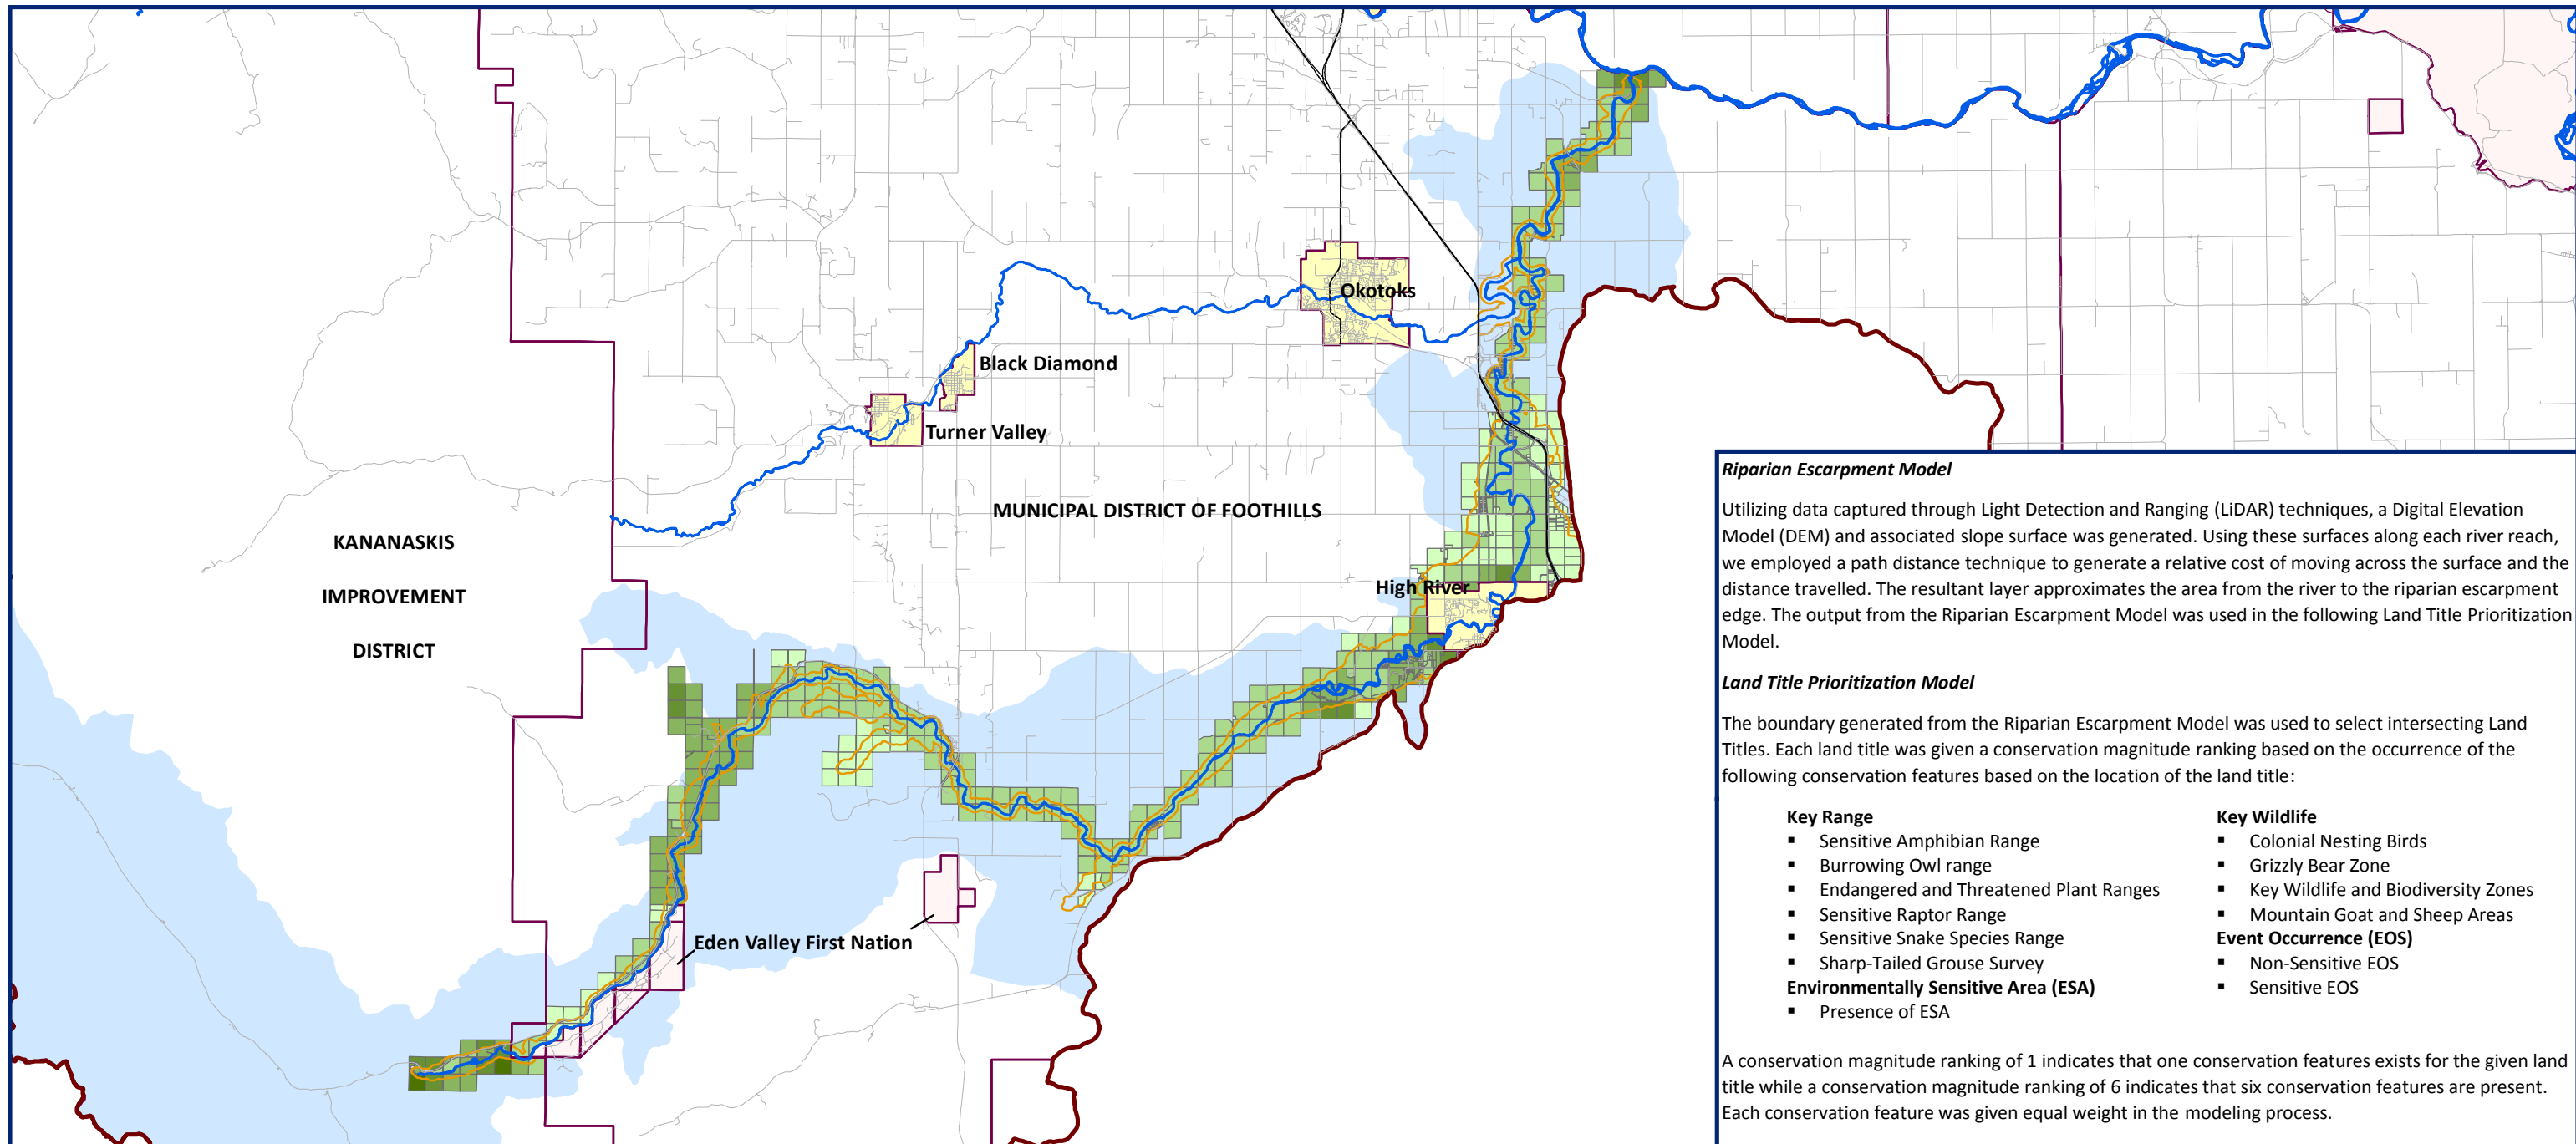 Okotoks
Black Diamond
Turner Valley
MUNICIPAL DISTRICT OF FOOTHILLS
KANANASKIS
IMPROVEMENT
DISTRICT
High River
Eden Valley First Nation
Riparian Escarpment Model
Utilizing data captured through Light Detection and Ranging (LiDAR) techniques, a Digital Elevation
Model (DEM) and associated slope surface was generated. Using these surfaces along each river reach,
we employed a path distance technique to generate a relative cost of moving across the surface and the
distance travelled. The resultant layer approximates the area from the river to the riparian escarpment
edge. The output from the Riparian Escarpment Model was used in the following Land Title Prioritization
Model.
Land Title Prioritization Model
The boundary generated from the Riparian Escarpment Model was used to select intersecting Land
Titles. Each land title was given a conservation magnitude ranking based on the occurrence of the
following conservation features based on the location of the land title:
Key Range
▪ Sensitive Amphibian Range
▪ Burrowing Owl range
▪ Endangered and Threatened Plant Ranges
▪ Sensitive Raptor Range
▪ Sensitive Snake Species Range
▪ Sharp-Tailed Grouse Survey
Environmentally Sensitive Area (ESA)
▪ Presence of ESA
Key Wildlife
▪ Colonial Nesting Birds
▪ Grizzly Bear Zone
▪ Key Wildlife and Biodiversity Zones
▪ Mountain Goat and Sheep Areas
Event Occurrence (EOS)
▪ Non-Sensitive EOS
▪ Sensitive EOS
A conservation magnitude ranking of 1 indicates that one conservation features exists for the given land
title while a conservation magnitude ranking of 6 indicates that six conservation features are present.
Each conservation feature was given equal weight in the modeling process.